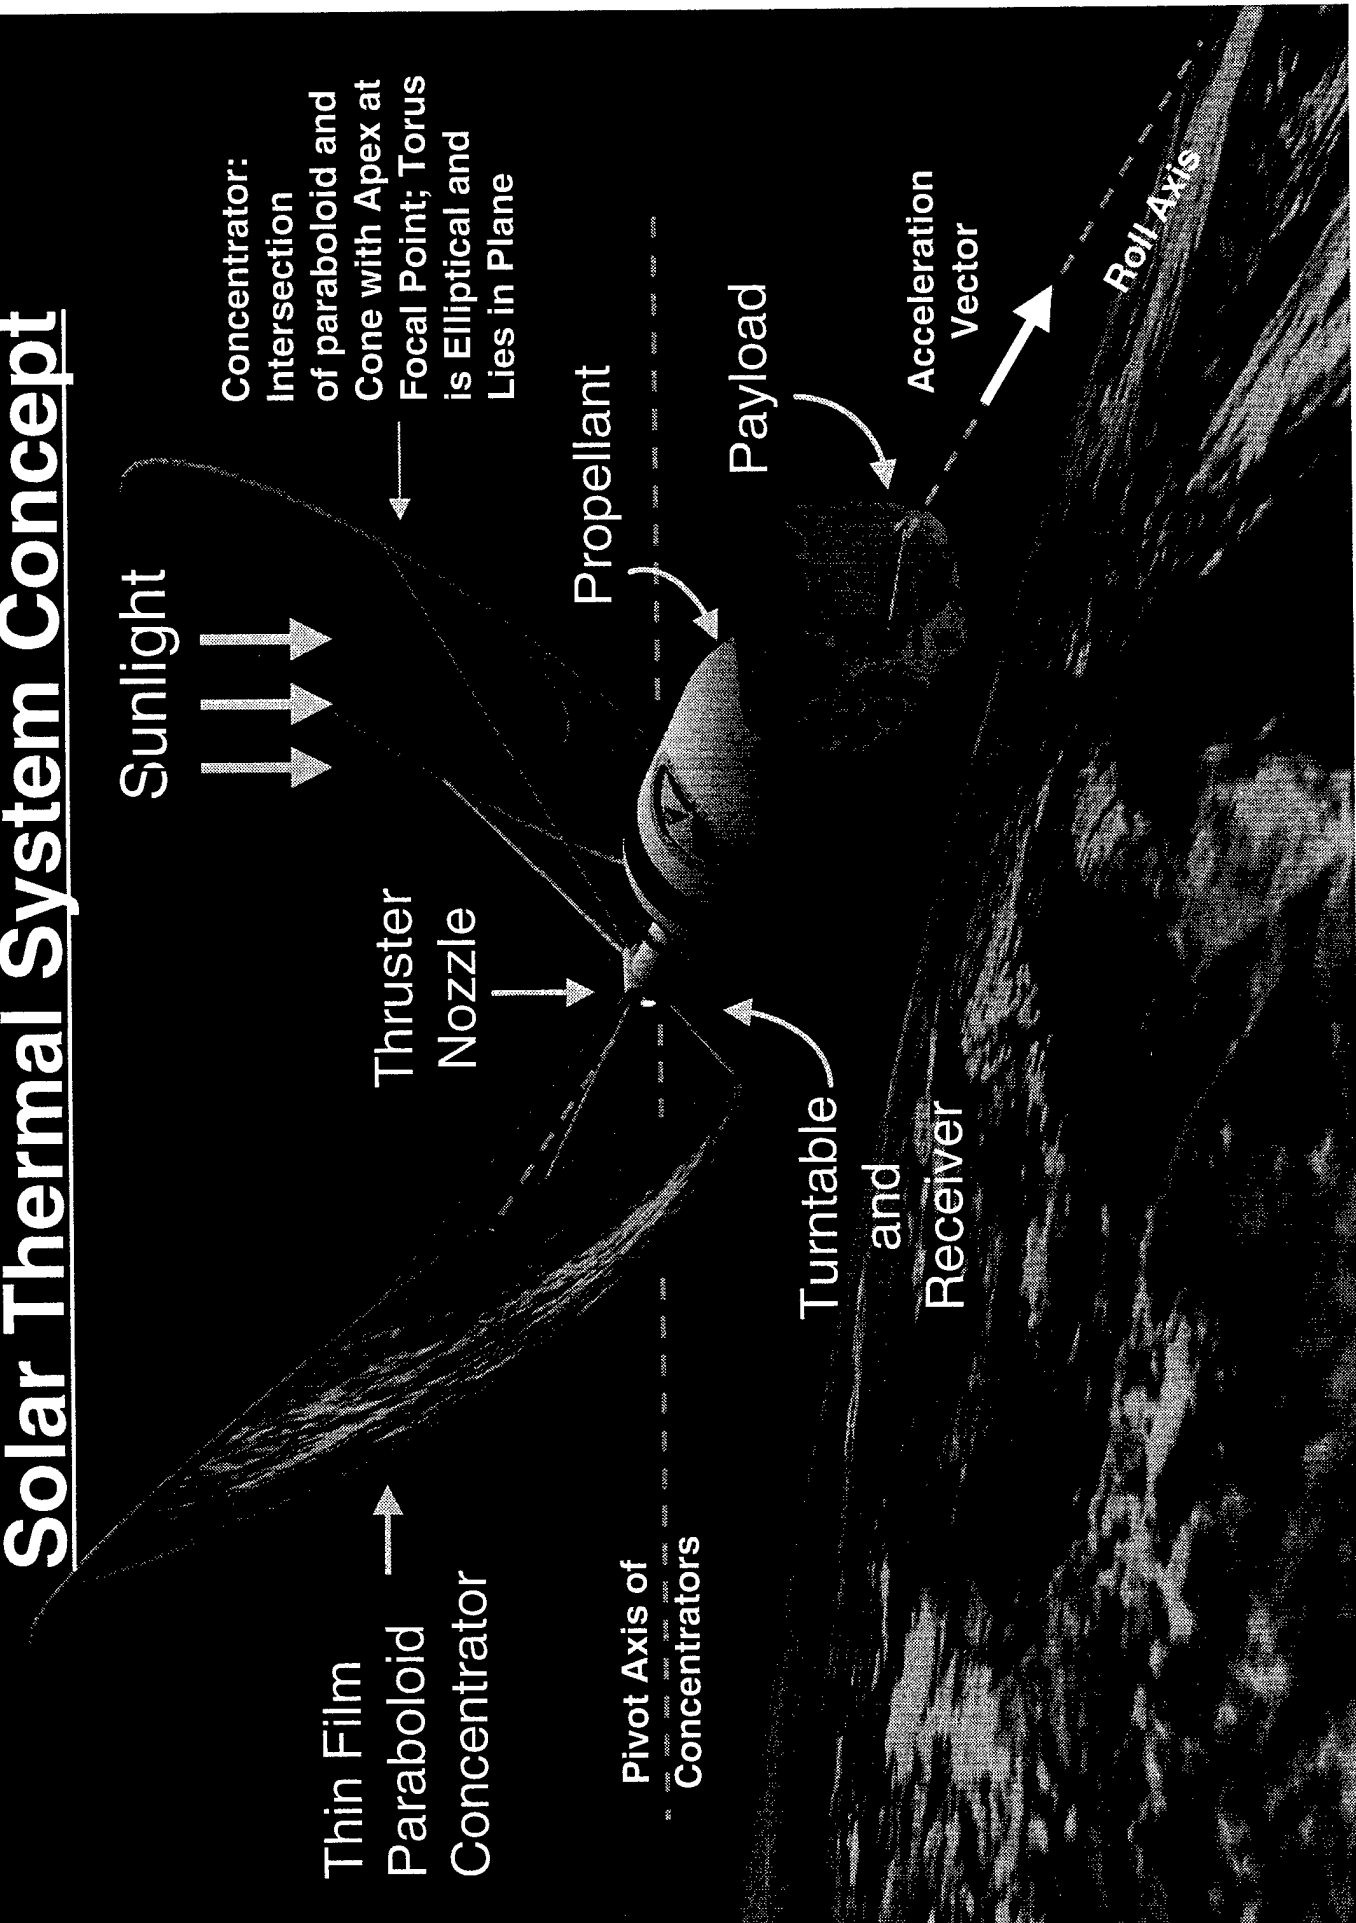 Solar Thermal System Concept
Sunlight
Concentrator:
Intersection
of paraboloid and
Cone with Apex at
Focal Point; Torus
is Elliptical and
Lies in Plane
Thin Film
Paraboloid
Concentrator
Thruster
Nozzle
Propellant
Pivot Axis of
Concentrators
Payload
Turntable
and
Receiver
Acceleration
Vector
Roll Axis